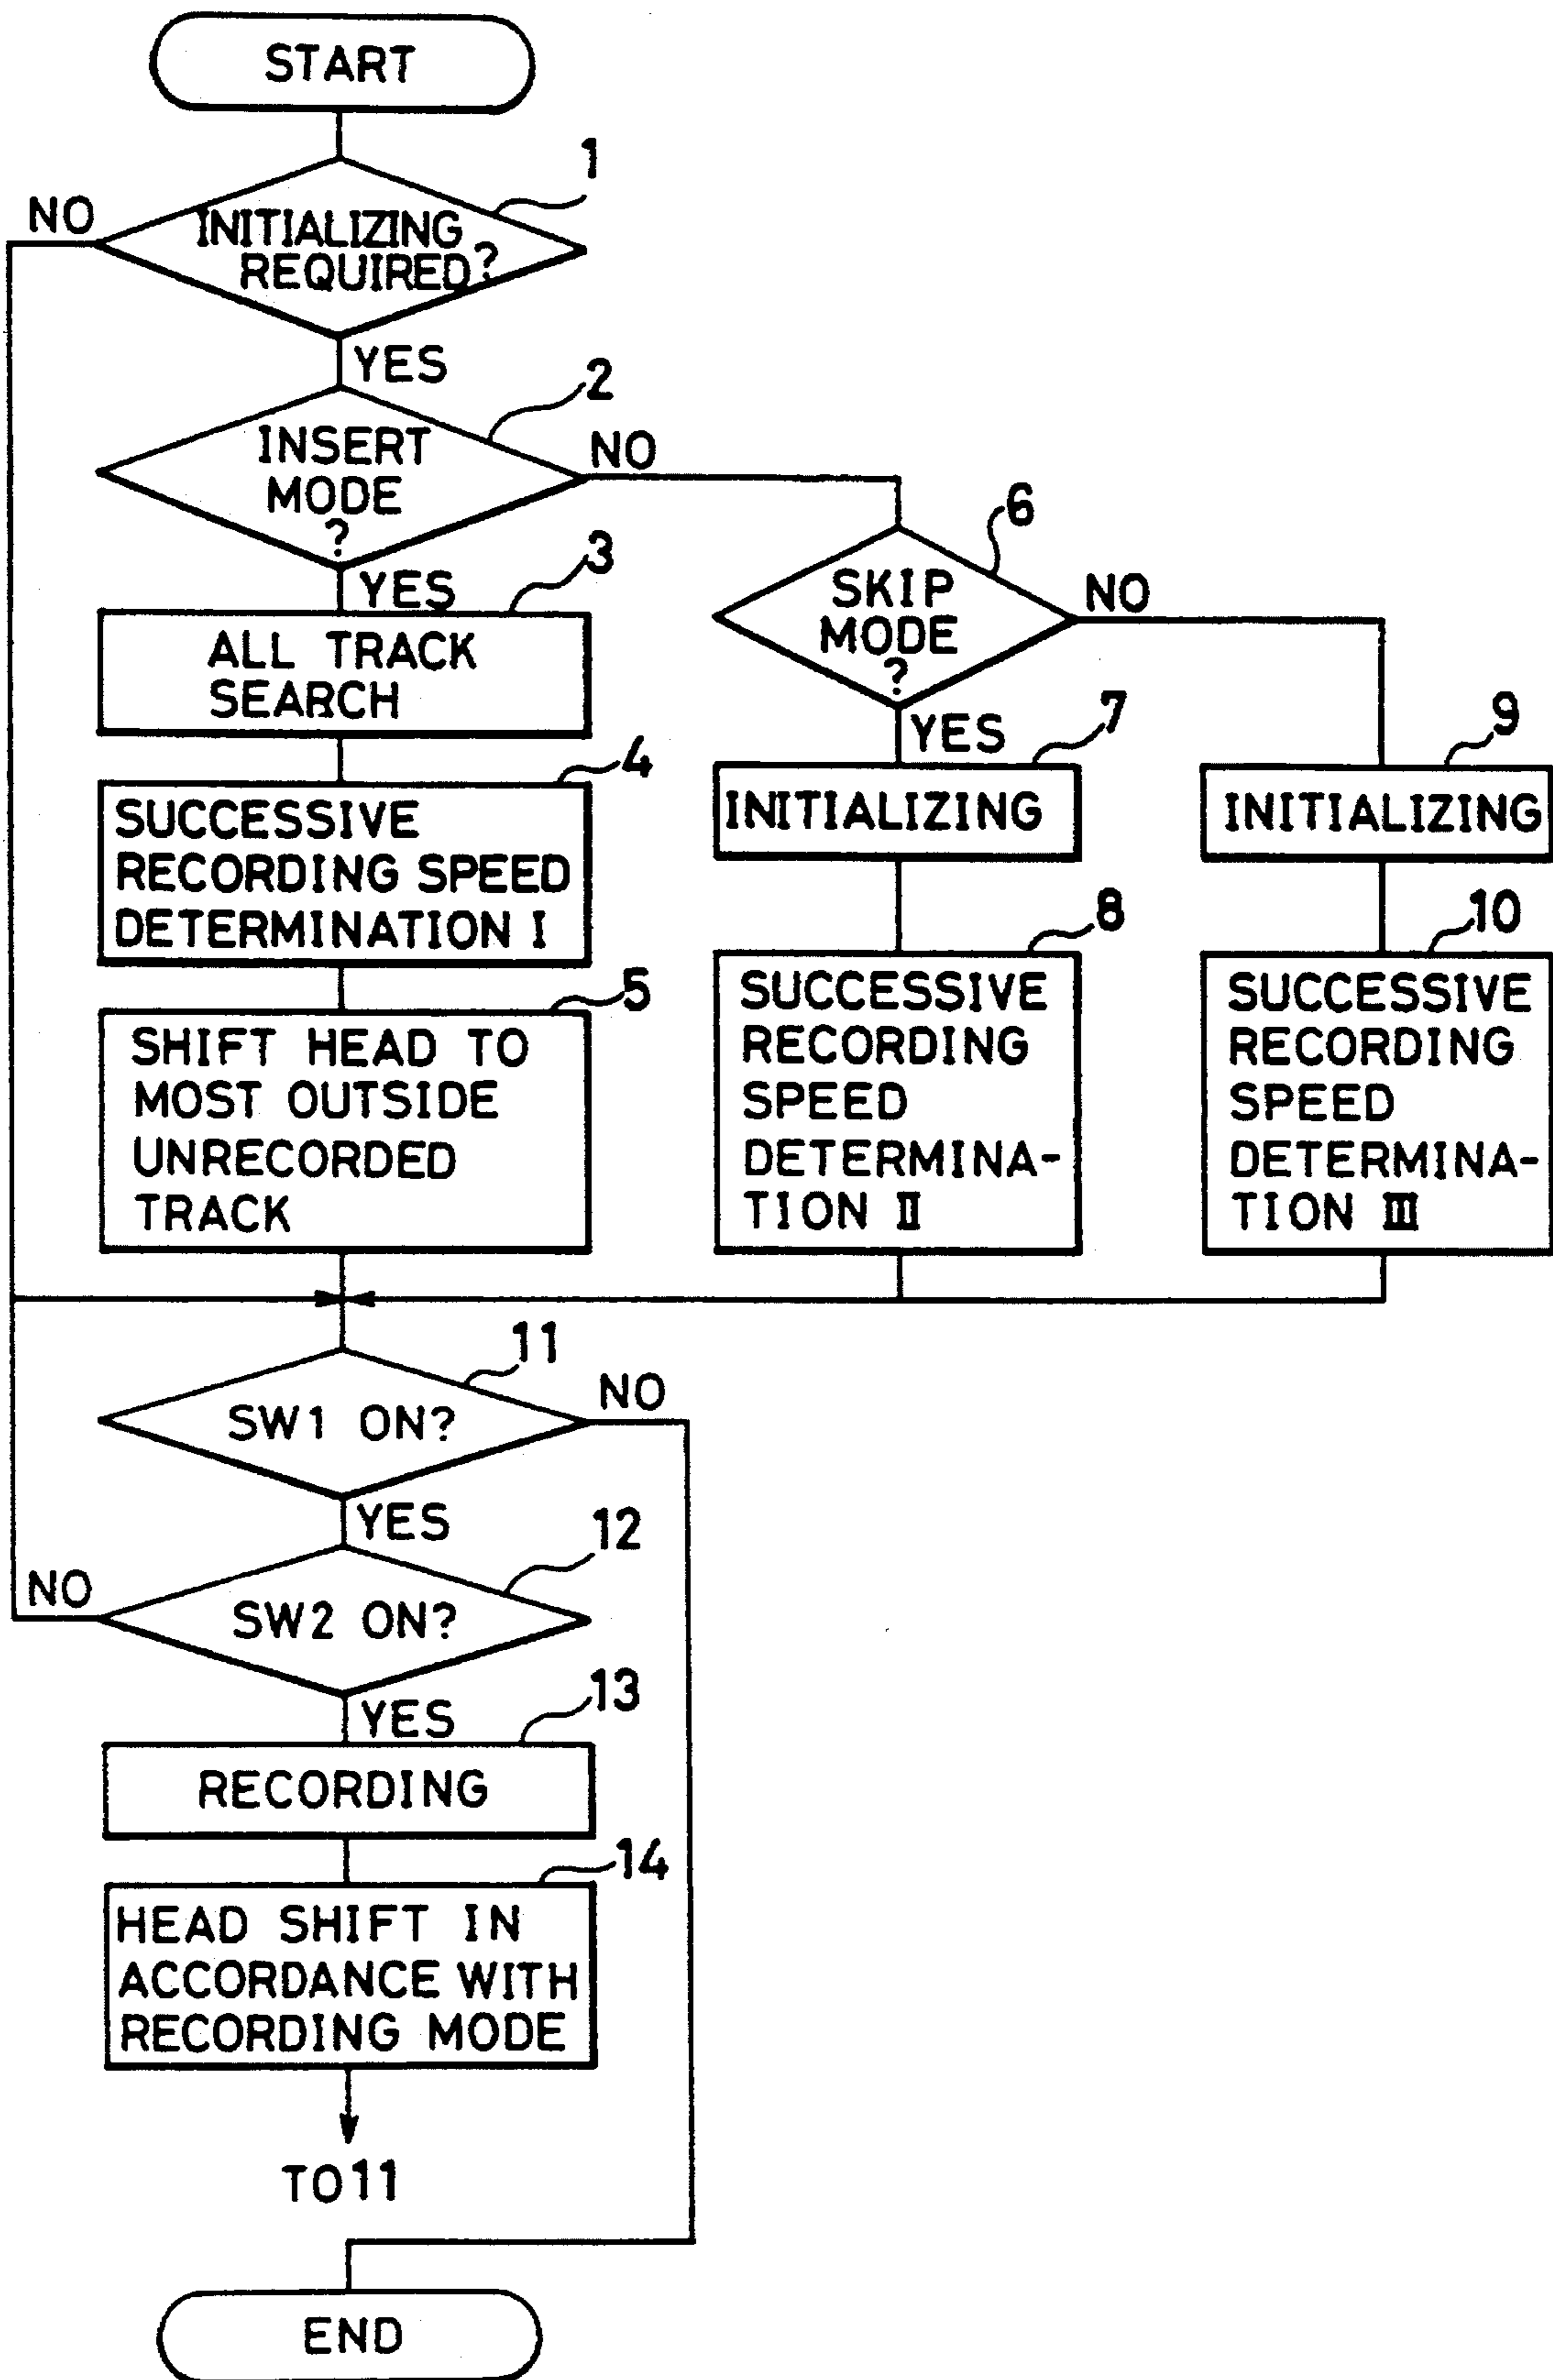 START
1
NO
INITIALIZING
REQUIRED?
YES
2
INSERT
MODE
?
NO
YES
3
ALL TRACK
SEARCH
4
SUCCESSIVE
RECORDING SPEED
DETERMINATION I
5
SHIFT HEAD TO
MOST OUTSIDE
UNRECORDED
TRACK
6
SKIP
MODE
?
NO
YES
7
INITIALIZING
8
SUCCESSIVE
RECORDING
SPEED
DETERMINA-
TION II
9
INITIALIZING
10
SUCCESSIVE
RECORDING
SPEED
DETERMINA-
TION III
11
SW1 ON?
NO
YES
12
NO
SW2 ON?
YES
13
RECORDING
14
HEAD SHIFT IN
ACCORDANCE WITH
RECORDING MODE
TO11
END